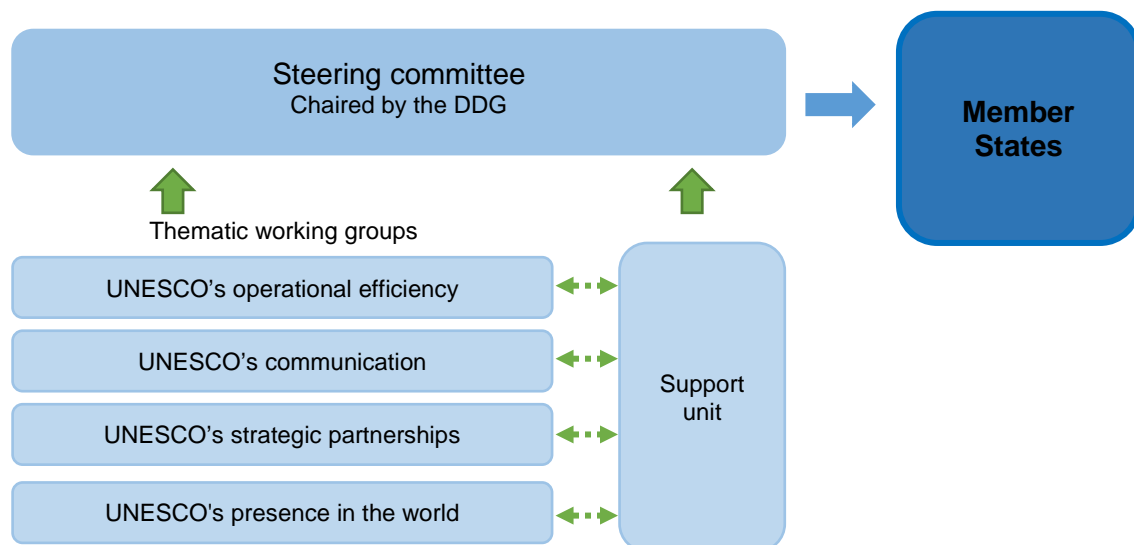 Steering committee
Chaired by the DDG
Member
States
Thematic working groups
UNESCO’s operational efficiency
UNESCO’s communication
UNESCO’s strategic partnerships
UNESCO's presence in the world
Support
unit